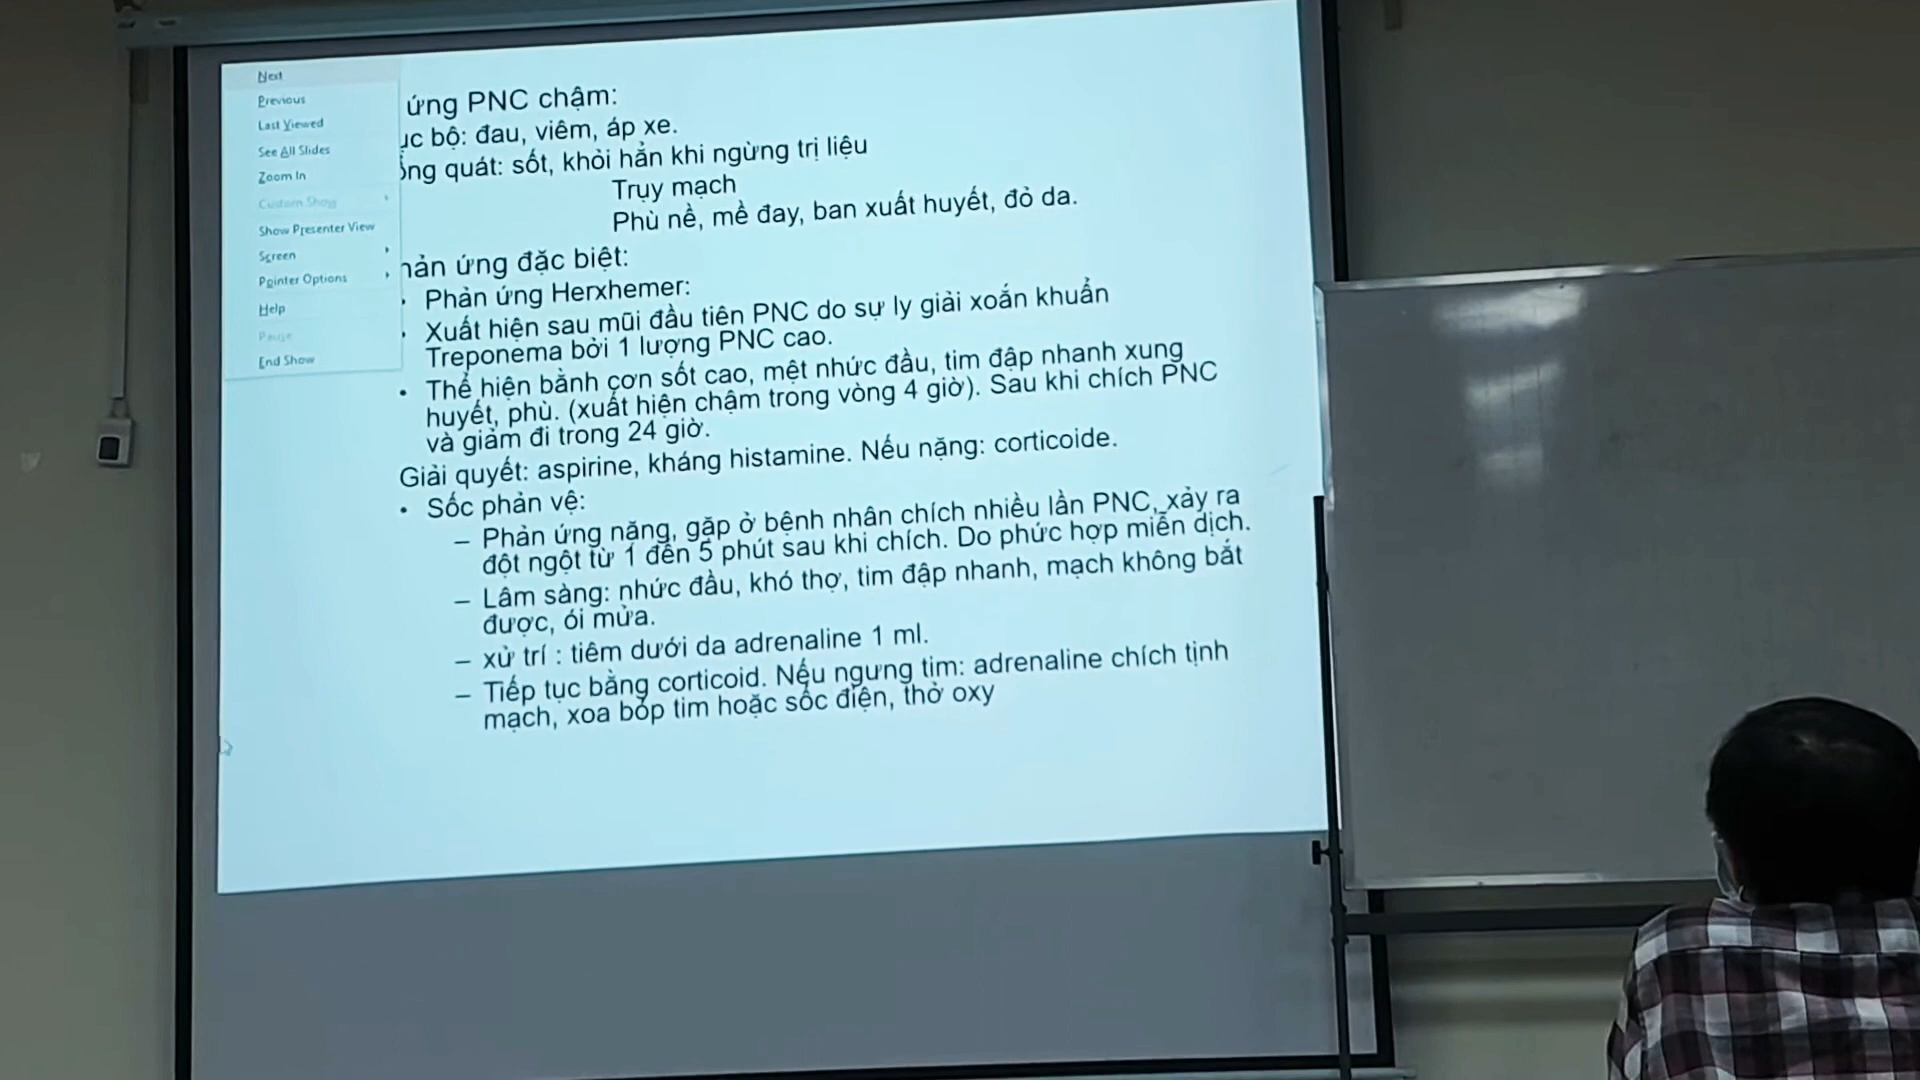 Next
Previous
Last Viewed
See All Slides
Zoom In
Custom Show
Show Presenter View
Screen
Pointer Options
Help
Pause
End Show
ứng PNC chậm:
ục bộ: đau, viêm, áp xe.
ổng quát: sốt, khỏi hẳn khi ngừng trị liệu
Trụy mạch
Phù nề, mề đay, ban xuất huyết, đỏ da.
hản ứng đặc biệt:
• Phản ứng Herxhemer:
• Xuất hiện sau mũi đầu tiên PNC do sự ly giải xoắn khuẩn
Treponema bởi 1 lượng PNC cao.
• Thể hiện bằnh cơn sốt cao, mệt nhức đầu, tim đập nhanh xung
huyết, phù. (xuất hiện chậm trong vòng 4 giờ). Sau khi chích PNC
và giảm đi trong 24 giờ.
Giải quyết: aspirine, kháng histamine. Nếu nặng: corticoide.
• Sốc phản vệ:
– Phản ứng nặng, gặp ở bệnh nhân chích nhiều lần PNC, xảy ra
đột ngột từ 1 đến 5 phút sau khi chích. Do phức hợp miễn dịch.
– Lâm sàng: nhức đầu, khó thở, tim đập nhanh, mạch không bắt
được, ói mửa.
– xử trí : tiêm dưới da adrenaline 1 ml.
– Tiếp tục bằng corticoid. Nếu ngưng tim: adrenaline chích tịnh
mạch, xoa bóp tim hoặc sốc điện, thở oxy